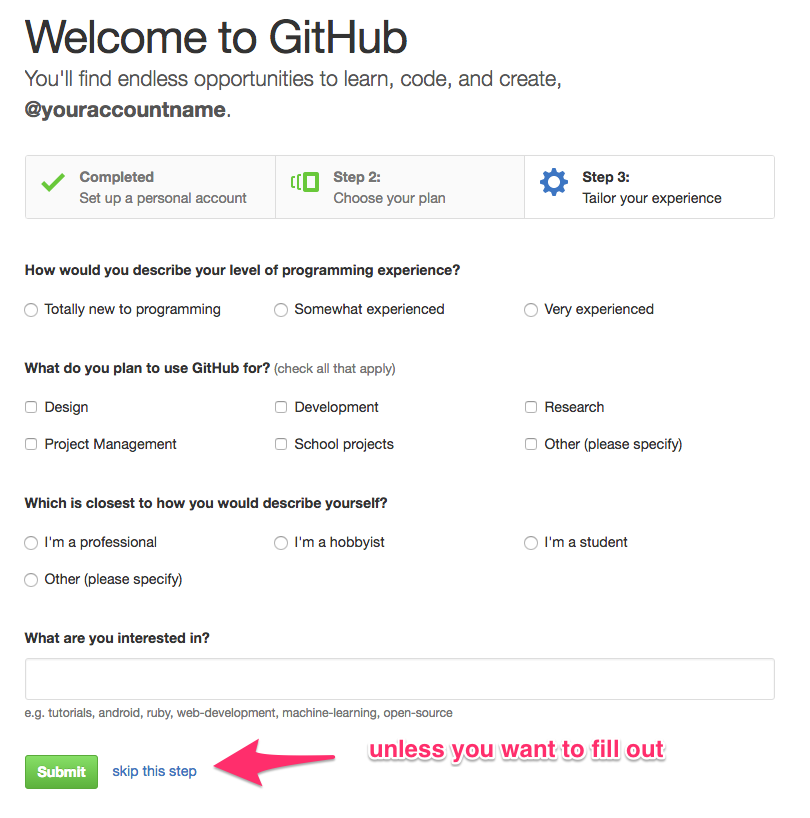 Welcome to GitHub
You'll find endless opportunities to learn, code, and create,
@youraccountname.
Completed
Set up a personal account
Step 2:
Choose your plan
Step 3:
Tailor your experience
How would you describe your level of programming experience?
Totally new to programming
Somewhat experienced
Very experienced
What do you plan to use GitHub for? (check all that apply)
Design
Development
Research
Project Management
School projects
Other (please specify)
Which is closest to how you would describe yourself?
I'm a professional
I'm a hobbyist
I'm a student
Other (please specify)
What are you interested in?
e.g. tutorials, android, ruby, web-development, machine-learning, open-source
Submit
skip this step
unless you want to fill out